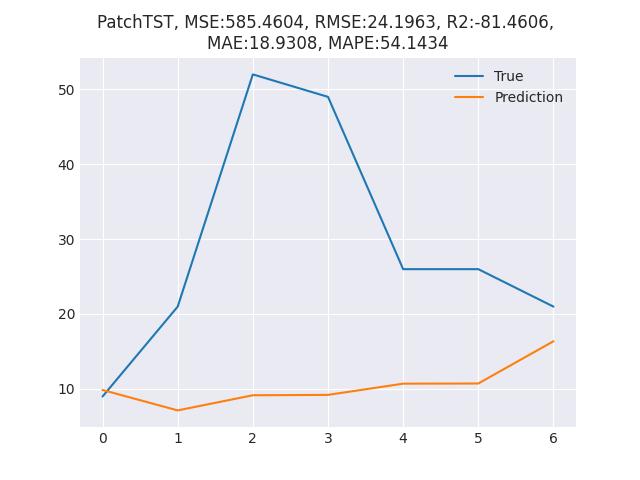 PatchTST, MSE:585.4604, RMSE:24.1963, R2:-81.4606,
MAE:18.9308, MAPE:54.1434
True
Prediction
50
40
30
20
10
0 1 2 3 4 5 6